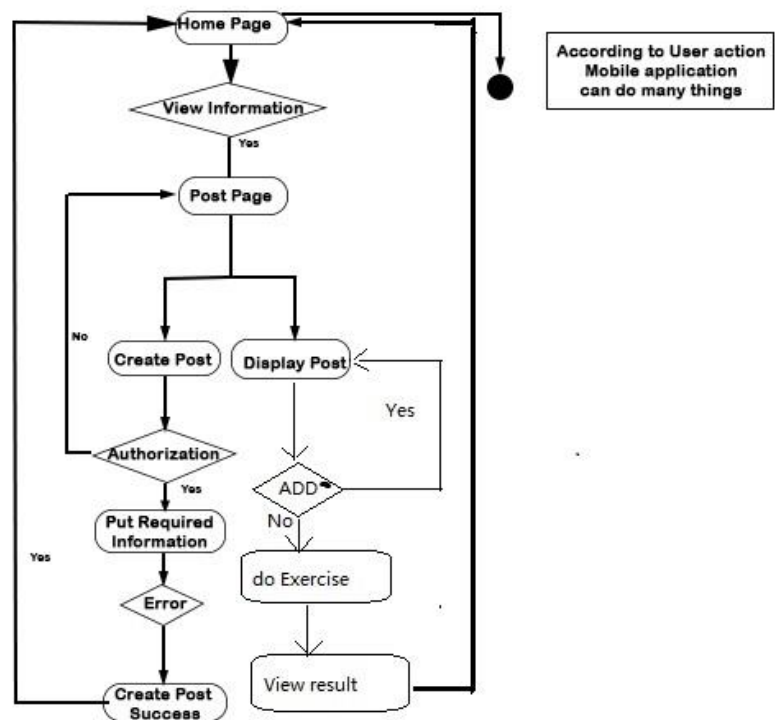 Home Page
According to User action
Mobile application
can do many things
View Information
Yes
Post Page
No
Create Post
Display Post
Yes
Authorization
Yes
ADD
No
Put Required
Information
Yes
do Exercise
Error
View result
Create Post
Success